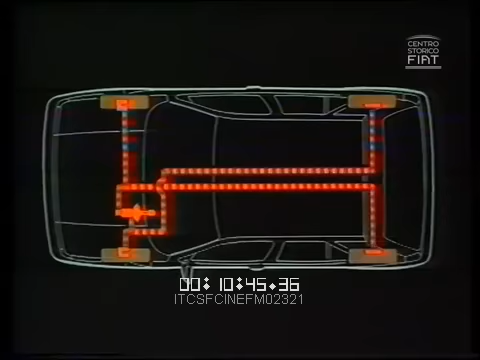 CENTRO
STORICO
FIAT
00:10:45.36
ITCSFCINEFM02321